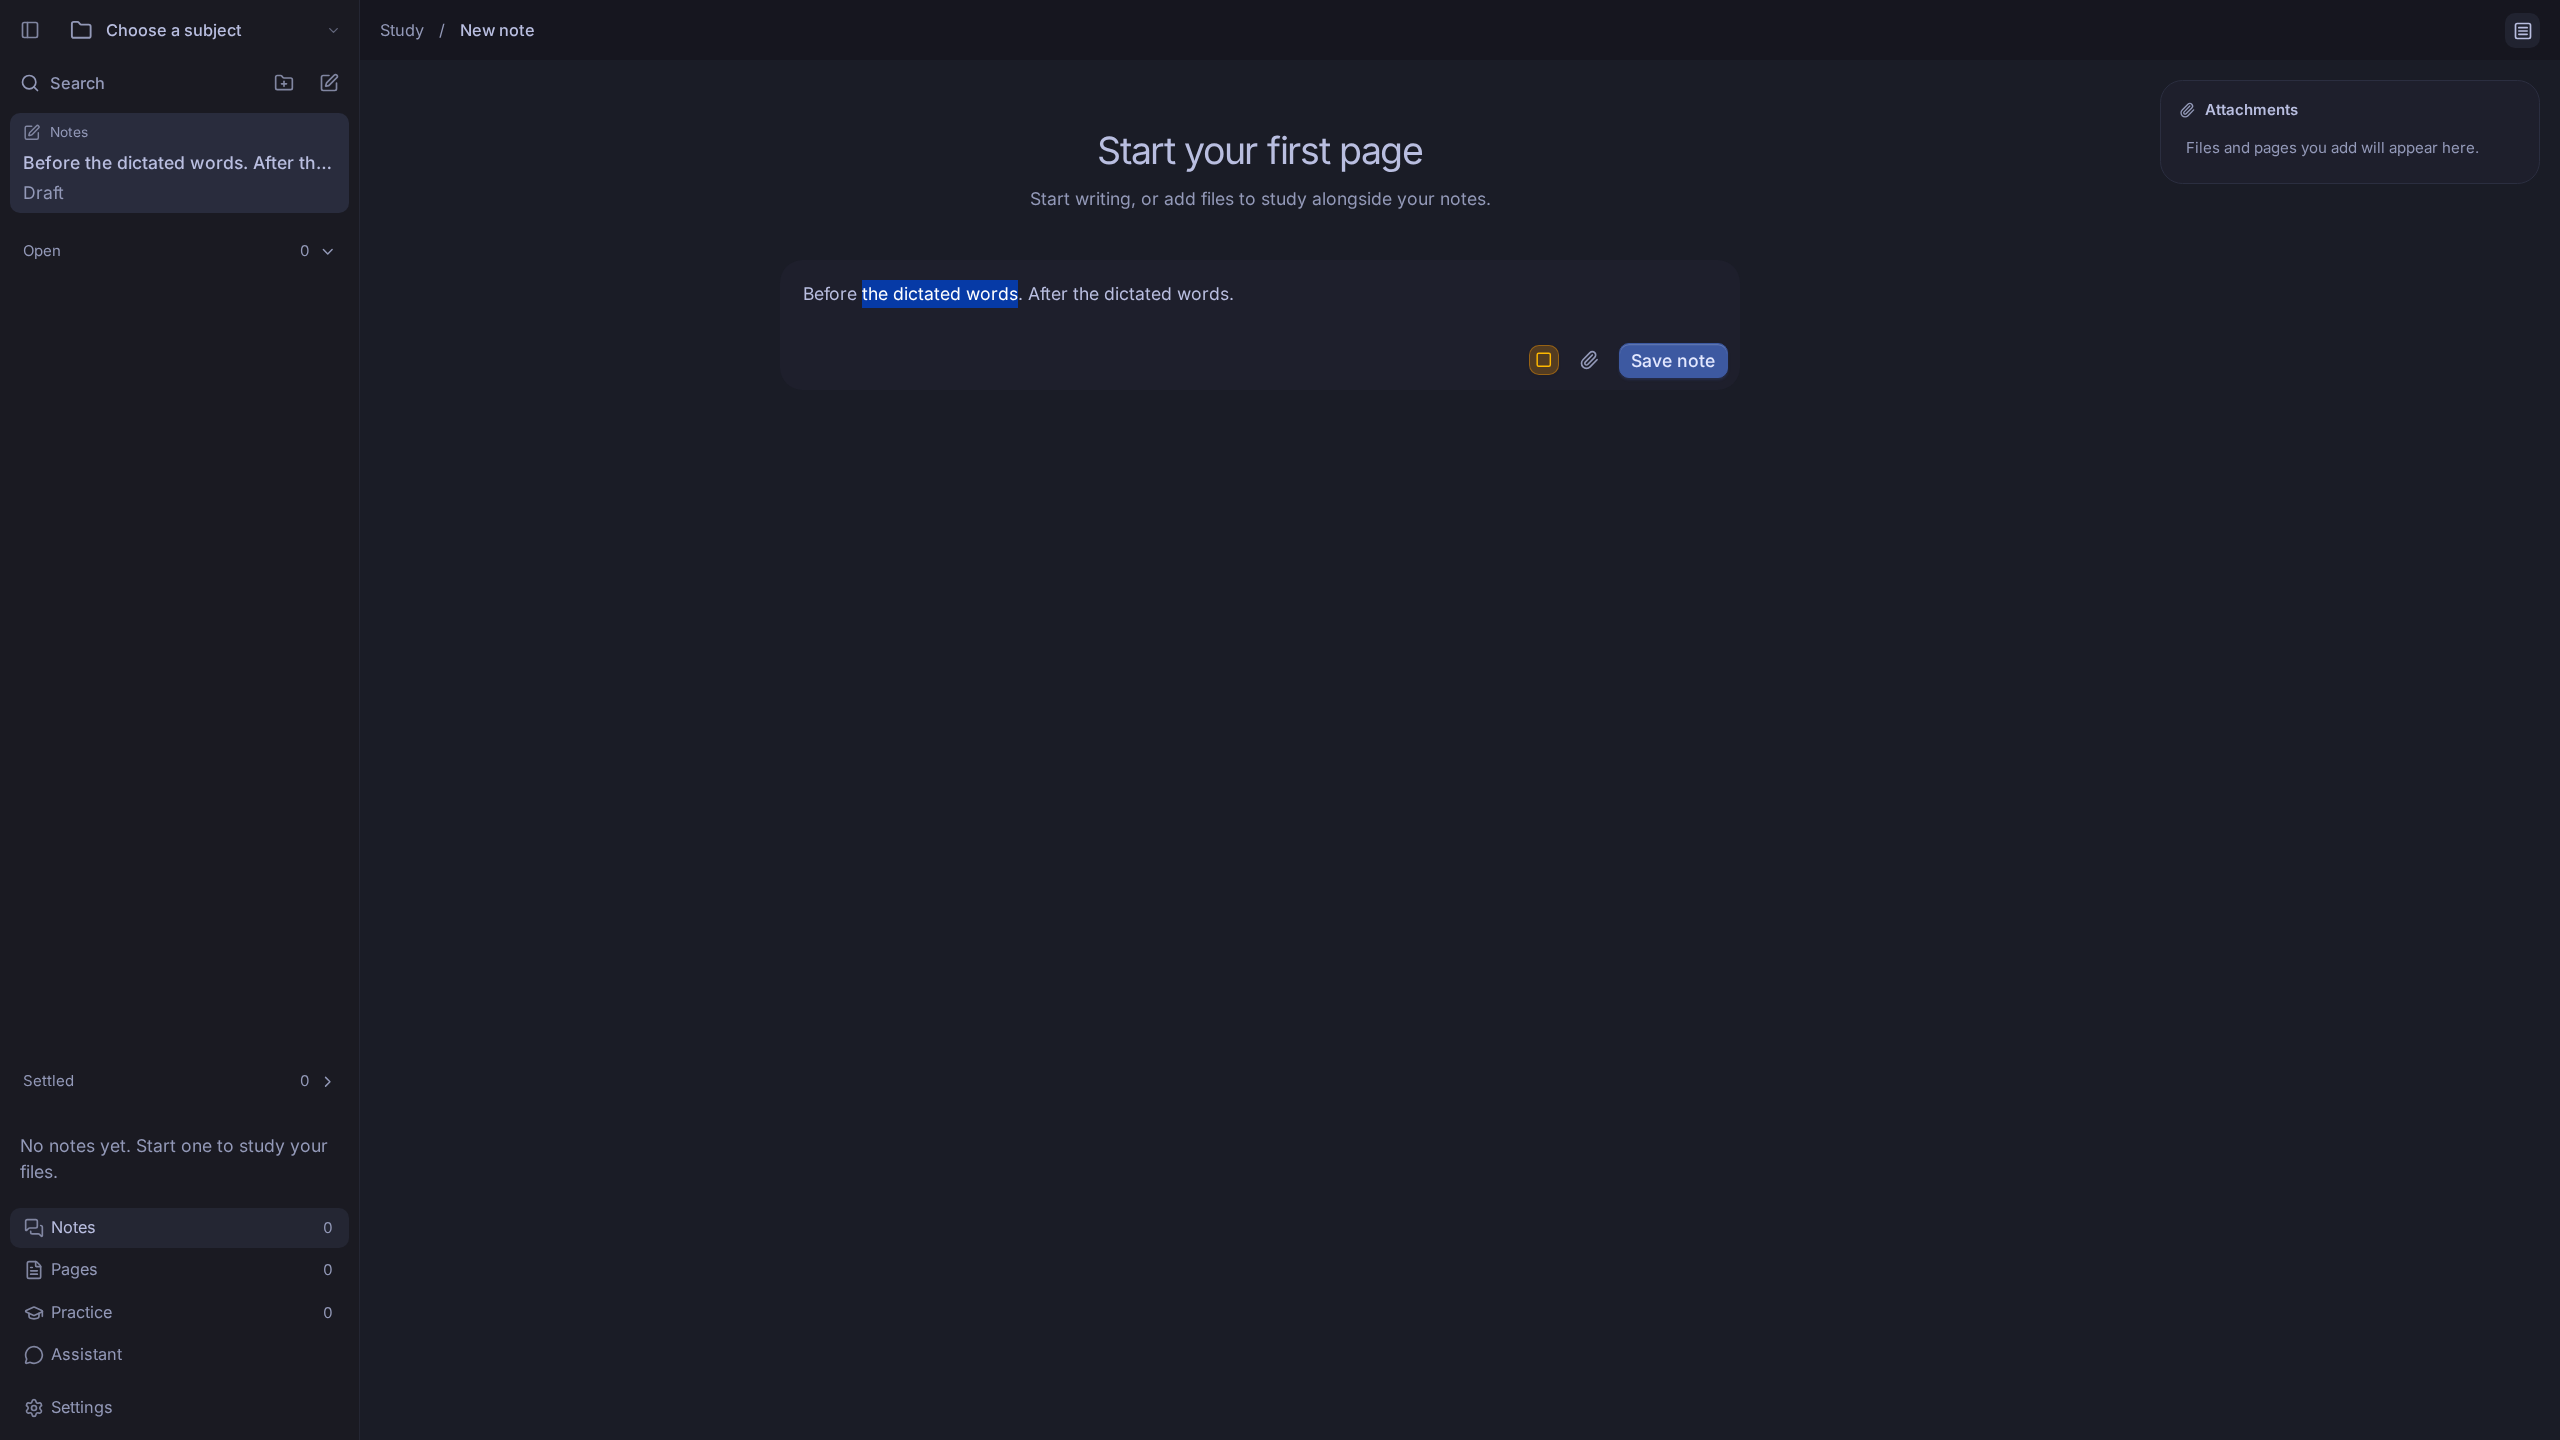 Choose a subject
Search
Notes
Before the dictated words. After th...
Draft
Open 0
Settled 0
No notes yet. Start one to study your
files.
Notes 0
Pages 0
Practice 0
Assistant
Settings
Study / New note
Start your first page
Start writing, or add files to study alongside your notes.
Before the dictated words. After the dictated words.
Save note
Attachments
Files and pages you add will appear here.